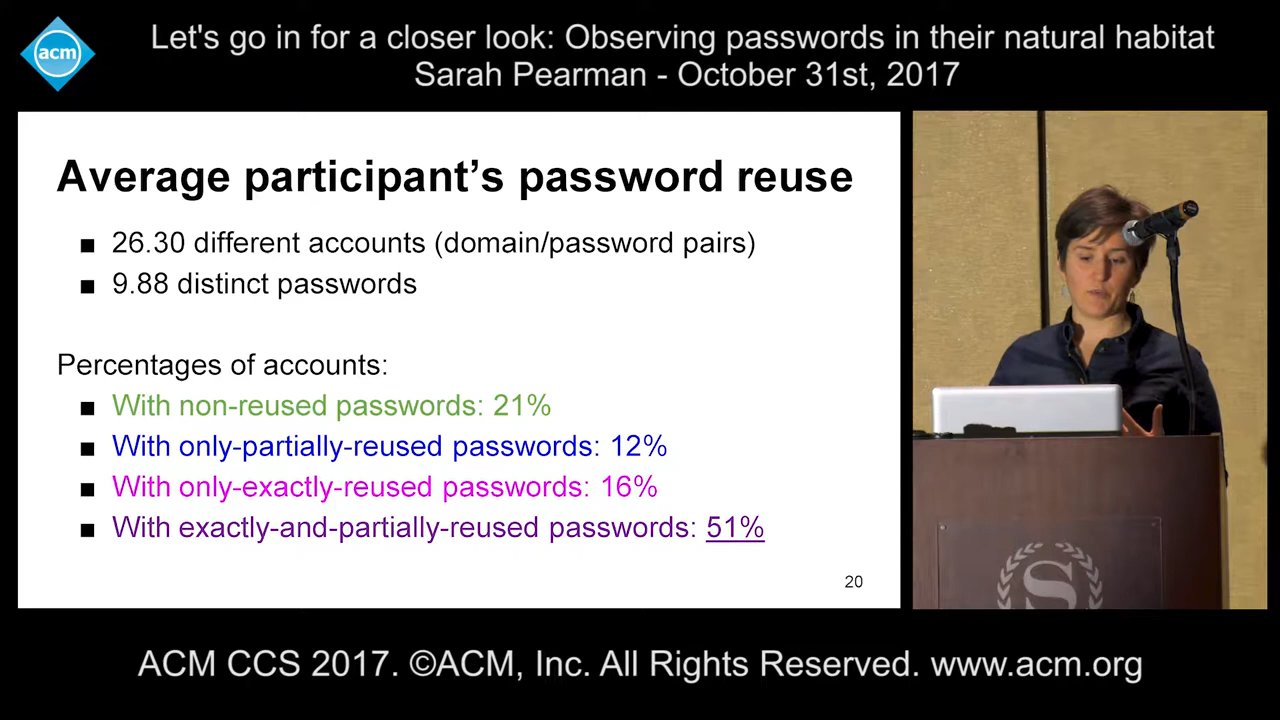 acm
Let's go in for a closer look: Observing passwords in their natural habitat
Sarah Pearman - October 31st, 2017
Average participant's password reuse
■ 26.30 different accounts (domain/password pairs)
■ 9.88 distinct passwords
Percentages of accounts:
■ With non-reused passwords: 21%
■ With only-partially-reused passwords: 12%
■ With only-exactly-reused passwords: 16%
■ With exactly-and-partially-reused passwords: 51%
20
S
ACM CCS 2017. ©ACM, Inc. All Rights Reserved. www.acm.org